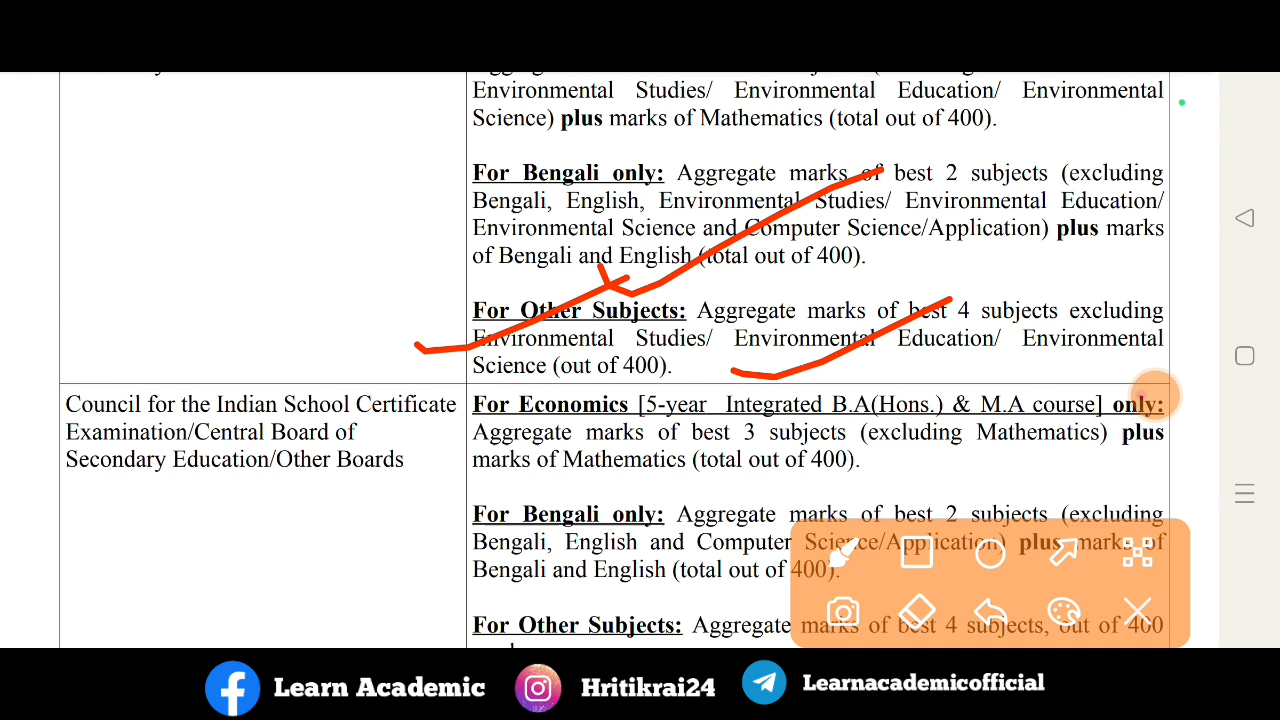 Environmental Studies/ Environmental Education/ Environmental
Science) plus marks of Mathematics (total out of 400).
For Bengali only: Aggregate marks of best 2 subjects (excluding
Bengali, English, Environmental Studies/ Environmental Education/
Environmental Science and Computer Science/Application) plus marks
of Bengali and English (total out of 400).
For Other Subjects: Aggregate marks of best 4 subjects excluding
Environmental Studies/ Environmental Education/ Environmental
Science (out of 400).
Council for the Indian School Certificate
Examination/Central Board of
Secondary Education/Other Boards
For Economics [5-year Integrated B.A(Hons.) & M.A course] only:
Aggregate marks of best 3 subjects (excluding Mathematics) plus
marks of Mathematics (total out of 400).
For Bengali only: Aggregate marks of best 2 subjects (excluding
Bengali, English and Computer Science/Application) plus marks of
Bengali and English (total out of 400).
For Other Subjects: Aggregate marks of best 4 subjects, out of 400
Learn Academic
Hritikrai24
Learnacademicofficial